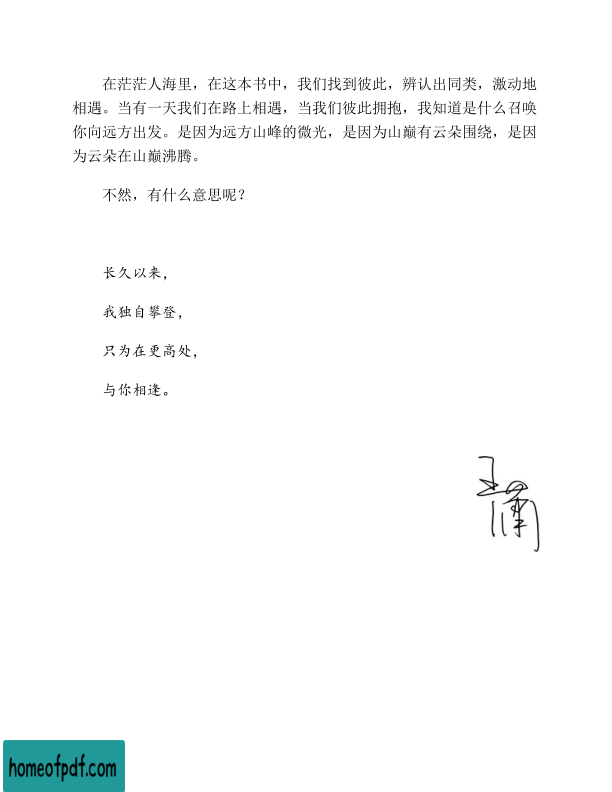 在茫茫人海里，在这本书中，我们找到彼此，辨认出同类，激动地
相遇。当有一天我们在路上相遇，当我们彼此拥抱，我知道是什么召唤
你向远方出发。是因为远方山峰的微光，是因为山巅有云朵围绕，是因
为云朵在山巅沸腾。
不然，有什么意思呢？
长久以来，
我独自攀登，
只为在更高处，
与你相逢。
王潇
homeofpdf.com